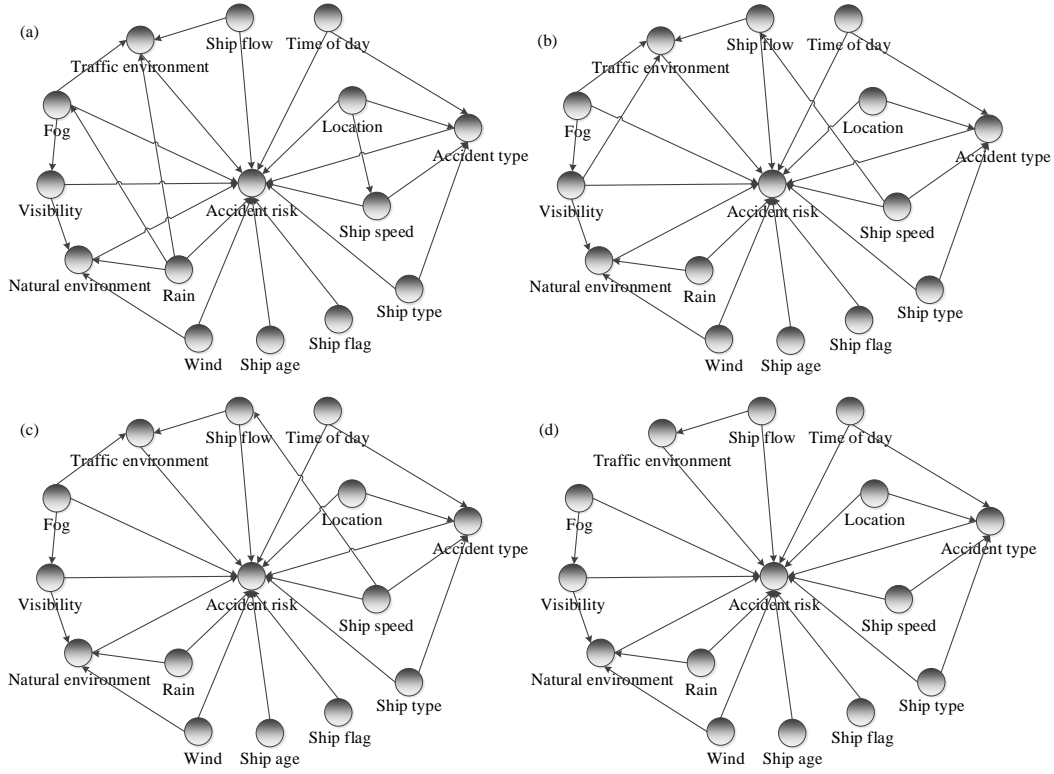 (a)
Ship flow
Time of day
Traffic environment
Fog
Location
Accident type
Visibility
Accident risk
Ship speed
Natural environment
Rain
Ship type
Ship flag
Wind
Ship age
(b)
Ship flow
Time of day
Traffic environment
Fog
Location
Accident type
Visibility
Accident risk
Ship speed
Natural environment
Rain
Ship type
Ship flag
Wind
Ship age
(c)
Ship flow
Time of day
Traffic environment
Fog
Location
Accident type
Visibility
Accident risk
Ship speed
Natural environment
Rain
Ship type
Ship flag
Wind
Ship age
(d)
Ship flow
Time of day
Traffic environment
Fog
Location
Accident type
Visibility
Accident risk
Ship speed
Natural environment
Rain
Ship type
Ship flag
Wind
Ship age